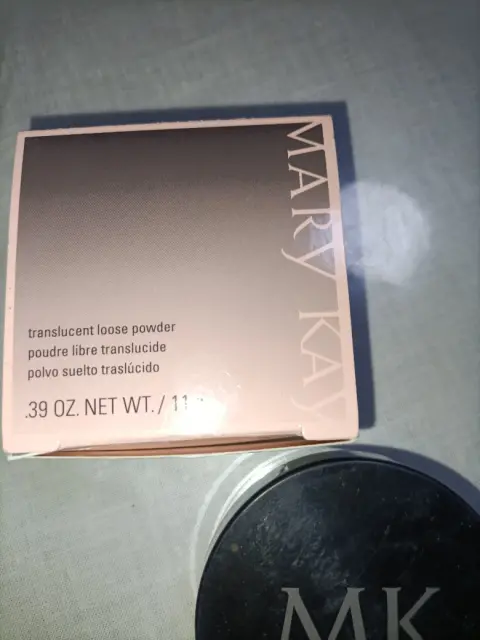 MARY KAY
translucent loose powder
poudre libre translucide
polvo suelto traslúcido
.39 OZ. NET WT. / 11
MK